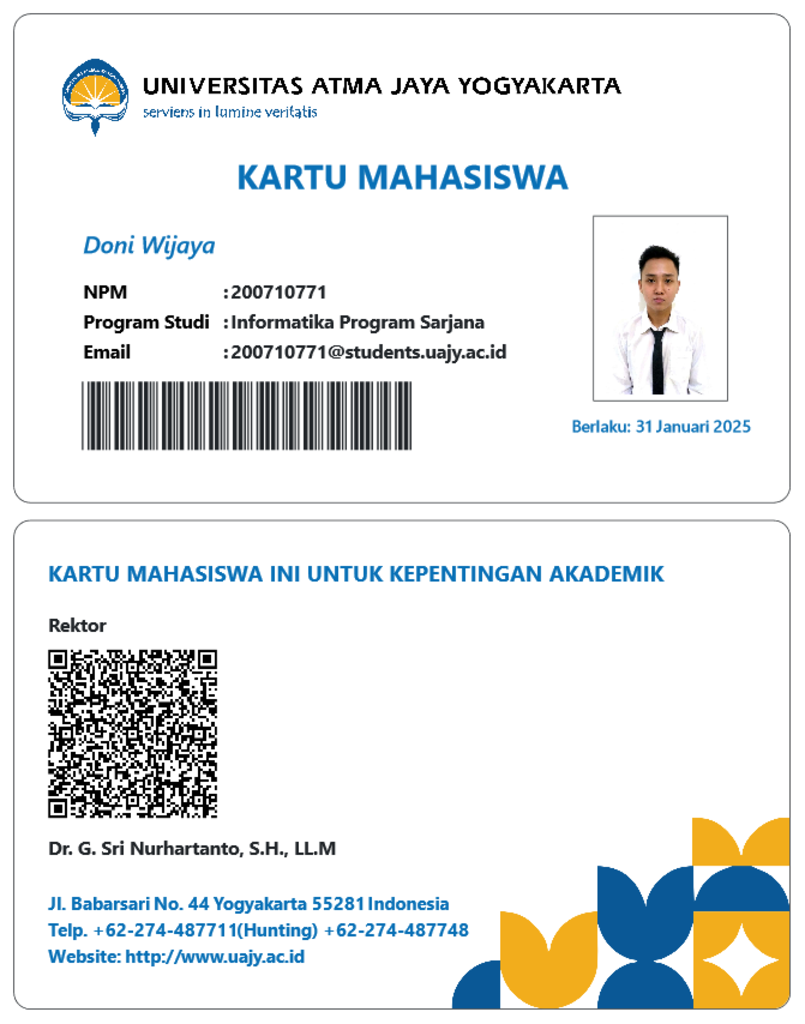 UNIVERSITAS ATMA JAYA YOGYAKARTA
serviens in lumine veritatis
KARTU MAHASISWA
Doni Wijaya
NPM : 200710771
Program Studi : Informatika Program Sarjana
Email : 200710771@students.uajy.ac.id
Berlaku: 31 Januari 2025
KARTU MAHASISWA INI UNTUK KEPENTINGAN AKADEMIK
Rektor
Dr. G. Sri Nurhartanto, S.H., LL.M
Jl. Babarsari No. 44 Yogyakarta 55281 Indonesia
Telp. +62-274-487711(Hunting) +62-274-487748
Website: http://www.uajy.ac.id